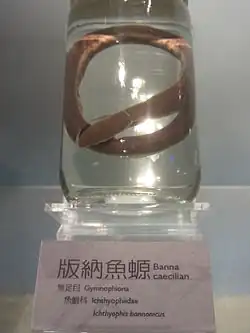 版納魚螈 Banna caecilian
無足目 Gymnophiona
魚螈科 Ichthyophiidae
Ichthyophis bannanicus